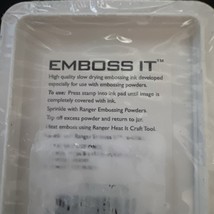 EMBOSS IT™
High quality slow drying embossing ink developed
especially for use with embossing powders.
To use: Press stamp into ink pad until image is
completely covered with ink.
Sprinkle with Ranger Embossing Powders.
Tap off excess powder and return to jar.
Heat emboss using Ranger Heat It Craft Tool.